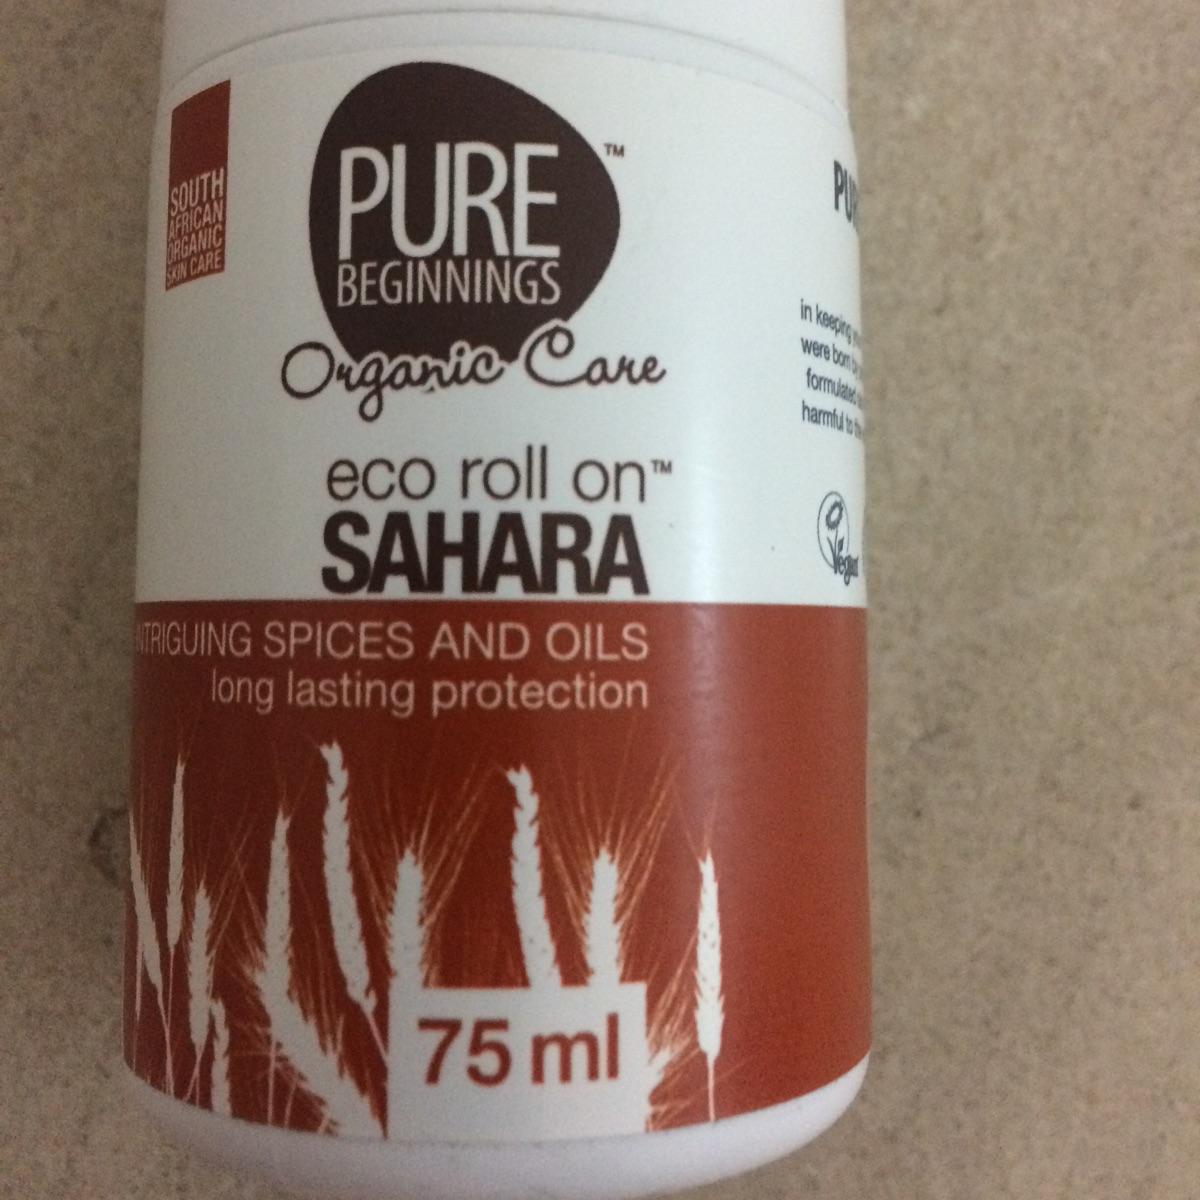 SOUTH
AFRICAN
ORGANIC
SKIN CARE
PURE™
BEGINNINGS
Organic Care
eco roll on™
SAHARA
INTRIGUING SPICES AND OILS
long lasting protection
75 ml
in keeping
were born
formulated
harmful to
Vegan